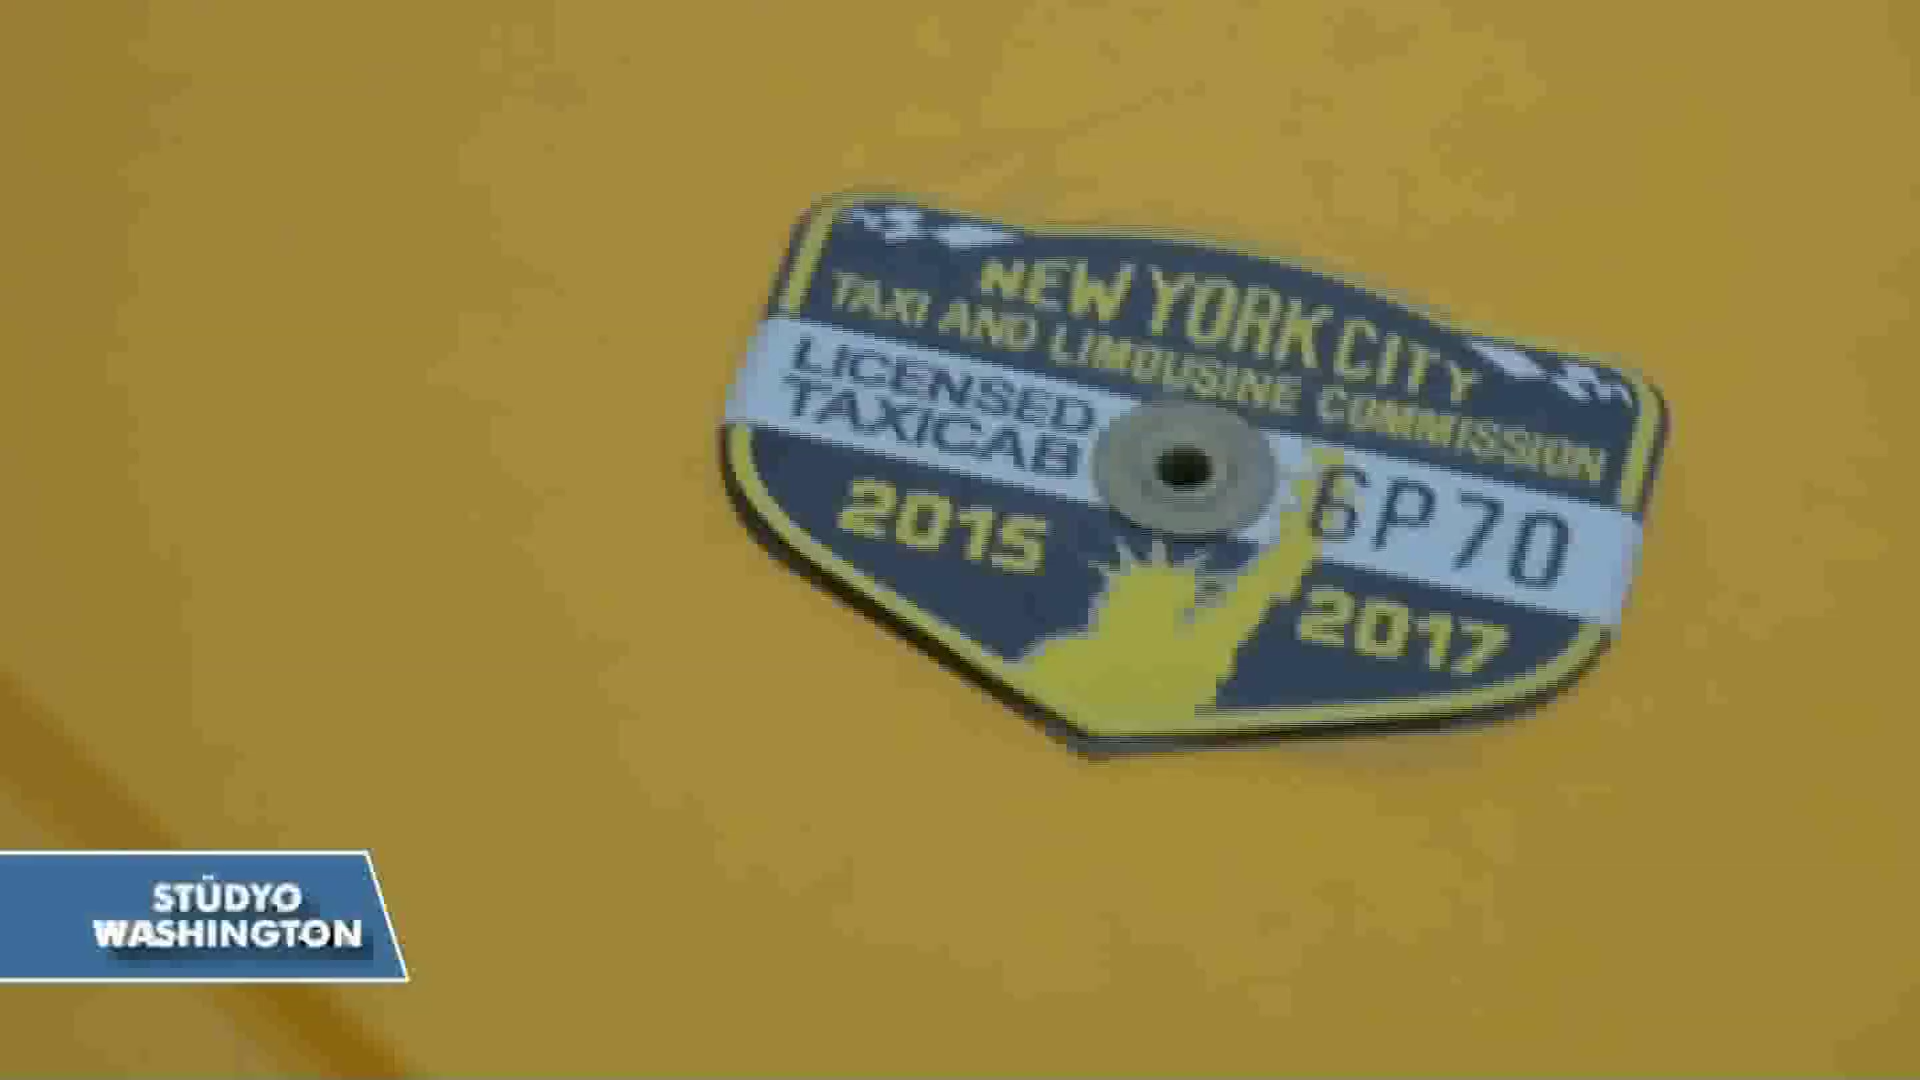 NEW YORK CITY
TAXI AND LIMOUSINE COMMISSION
LICENSED
TAXICAB
6P70
2015
2017
STÜDYO
WASHINGTON